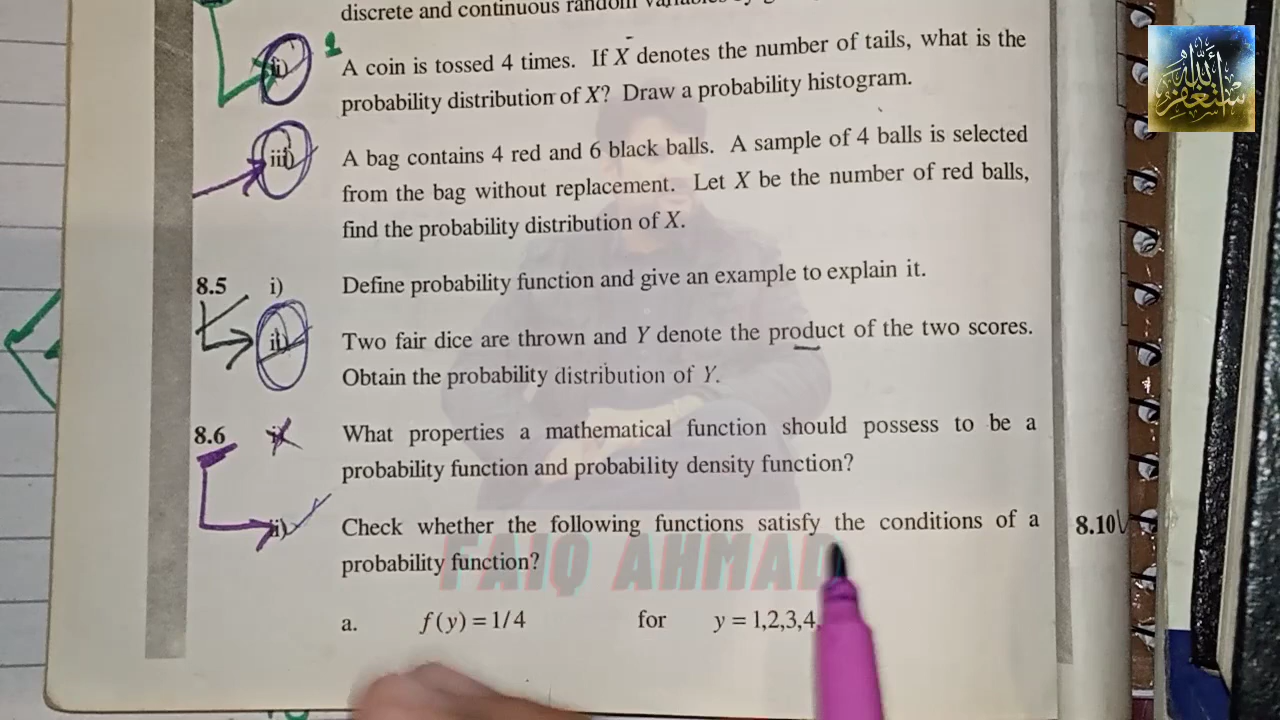 discrete and continuous random
ii) A coin is tossed 4 times. If X denotes the number of tails, what is the
probability distribution of X? Draw a probability histogram.
iii) A bag contains 4 red and 6 black balls. A sample of 4 balls is selected
from the bag without replacement. Let X be the number of red balls,
find the probability distribution of X.
8.5 i) Define probability function and give an example to explain it.
ii) Two fair dice are thrown and Y denote the product of the two scores.
Obtain the probability distribution of Y.
8.6 What properties a mathematical function should possess to be a
probability function and probability density function?
ii) Check whether the following functions satisfy the conditions of a
probability function?
a. f(y) = 1/4 for y = 1,2,3,4,
8.10
FAIQ AHMAD